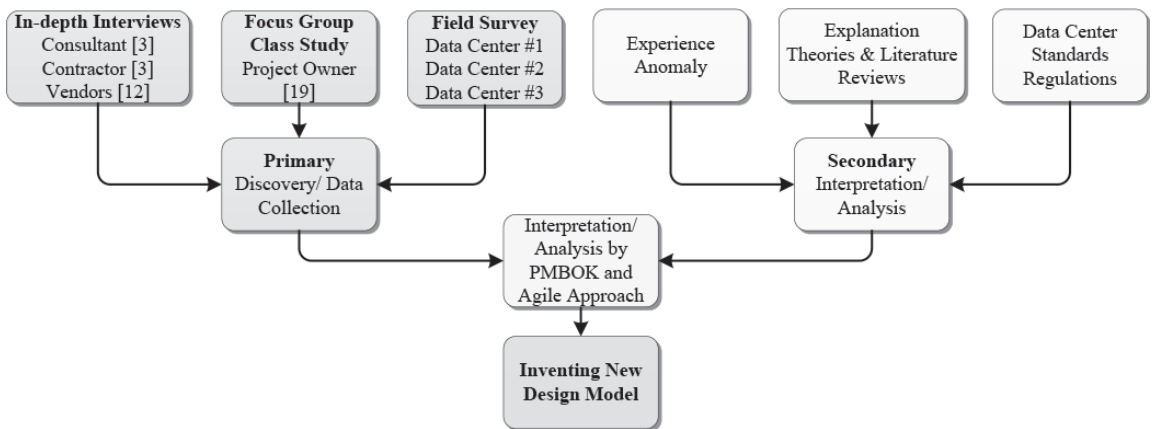 In-depth Interviews
Consultant [3]
Contractor [3]
Vendors [12]
Focus Group
Class Study
Project Owner
[19]
Field Survey
Data Center #1
Data Center #2
Data Center #3
Experience
Anomaly
Explanation
Theories & Literature
Reviews
Data Center
Standards
Regulations
Primary
Discovery/ Data
Collection
Secondary
Interpretation/
Analysis
Interpretation/
Analysis by
PMBOK and
Agile Approach
Inventing New
Design Model